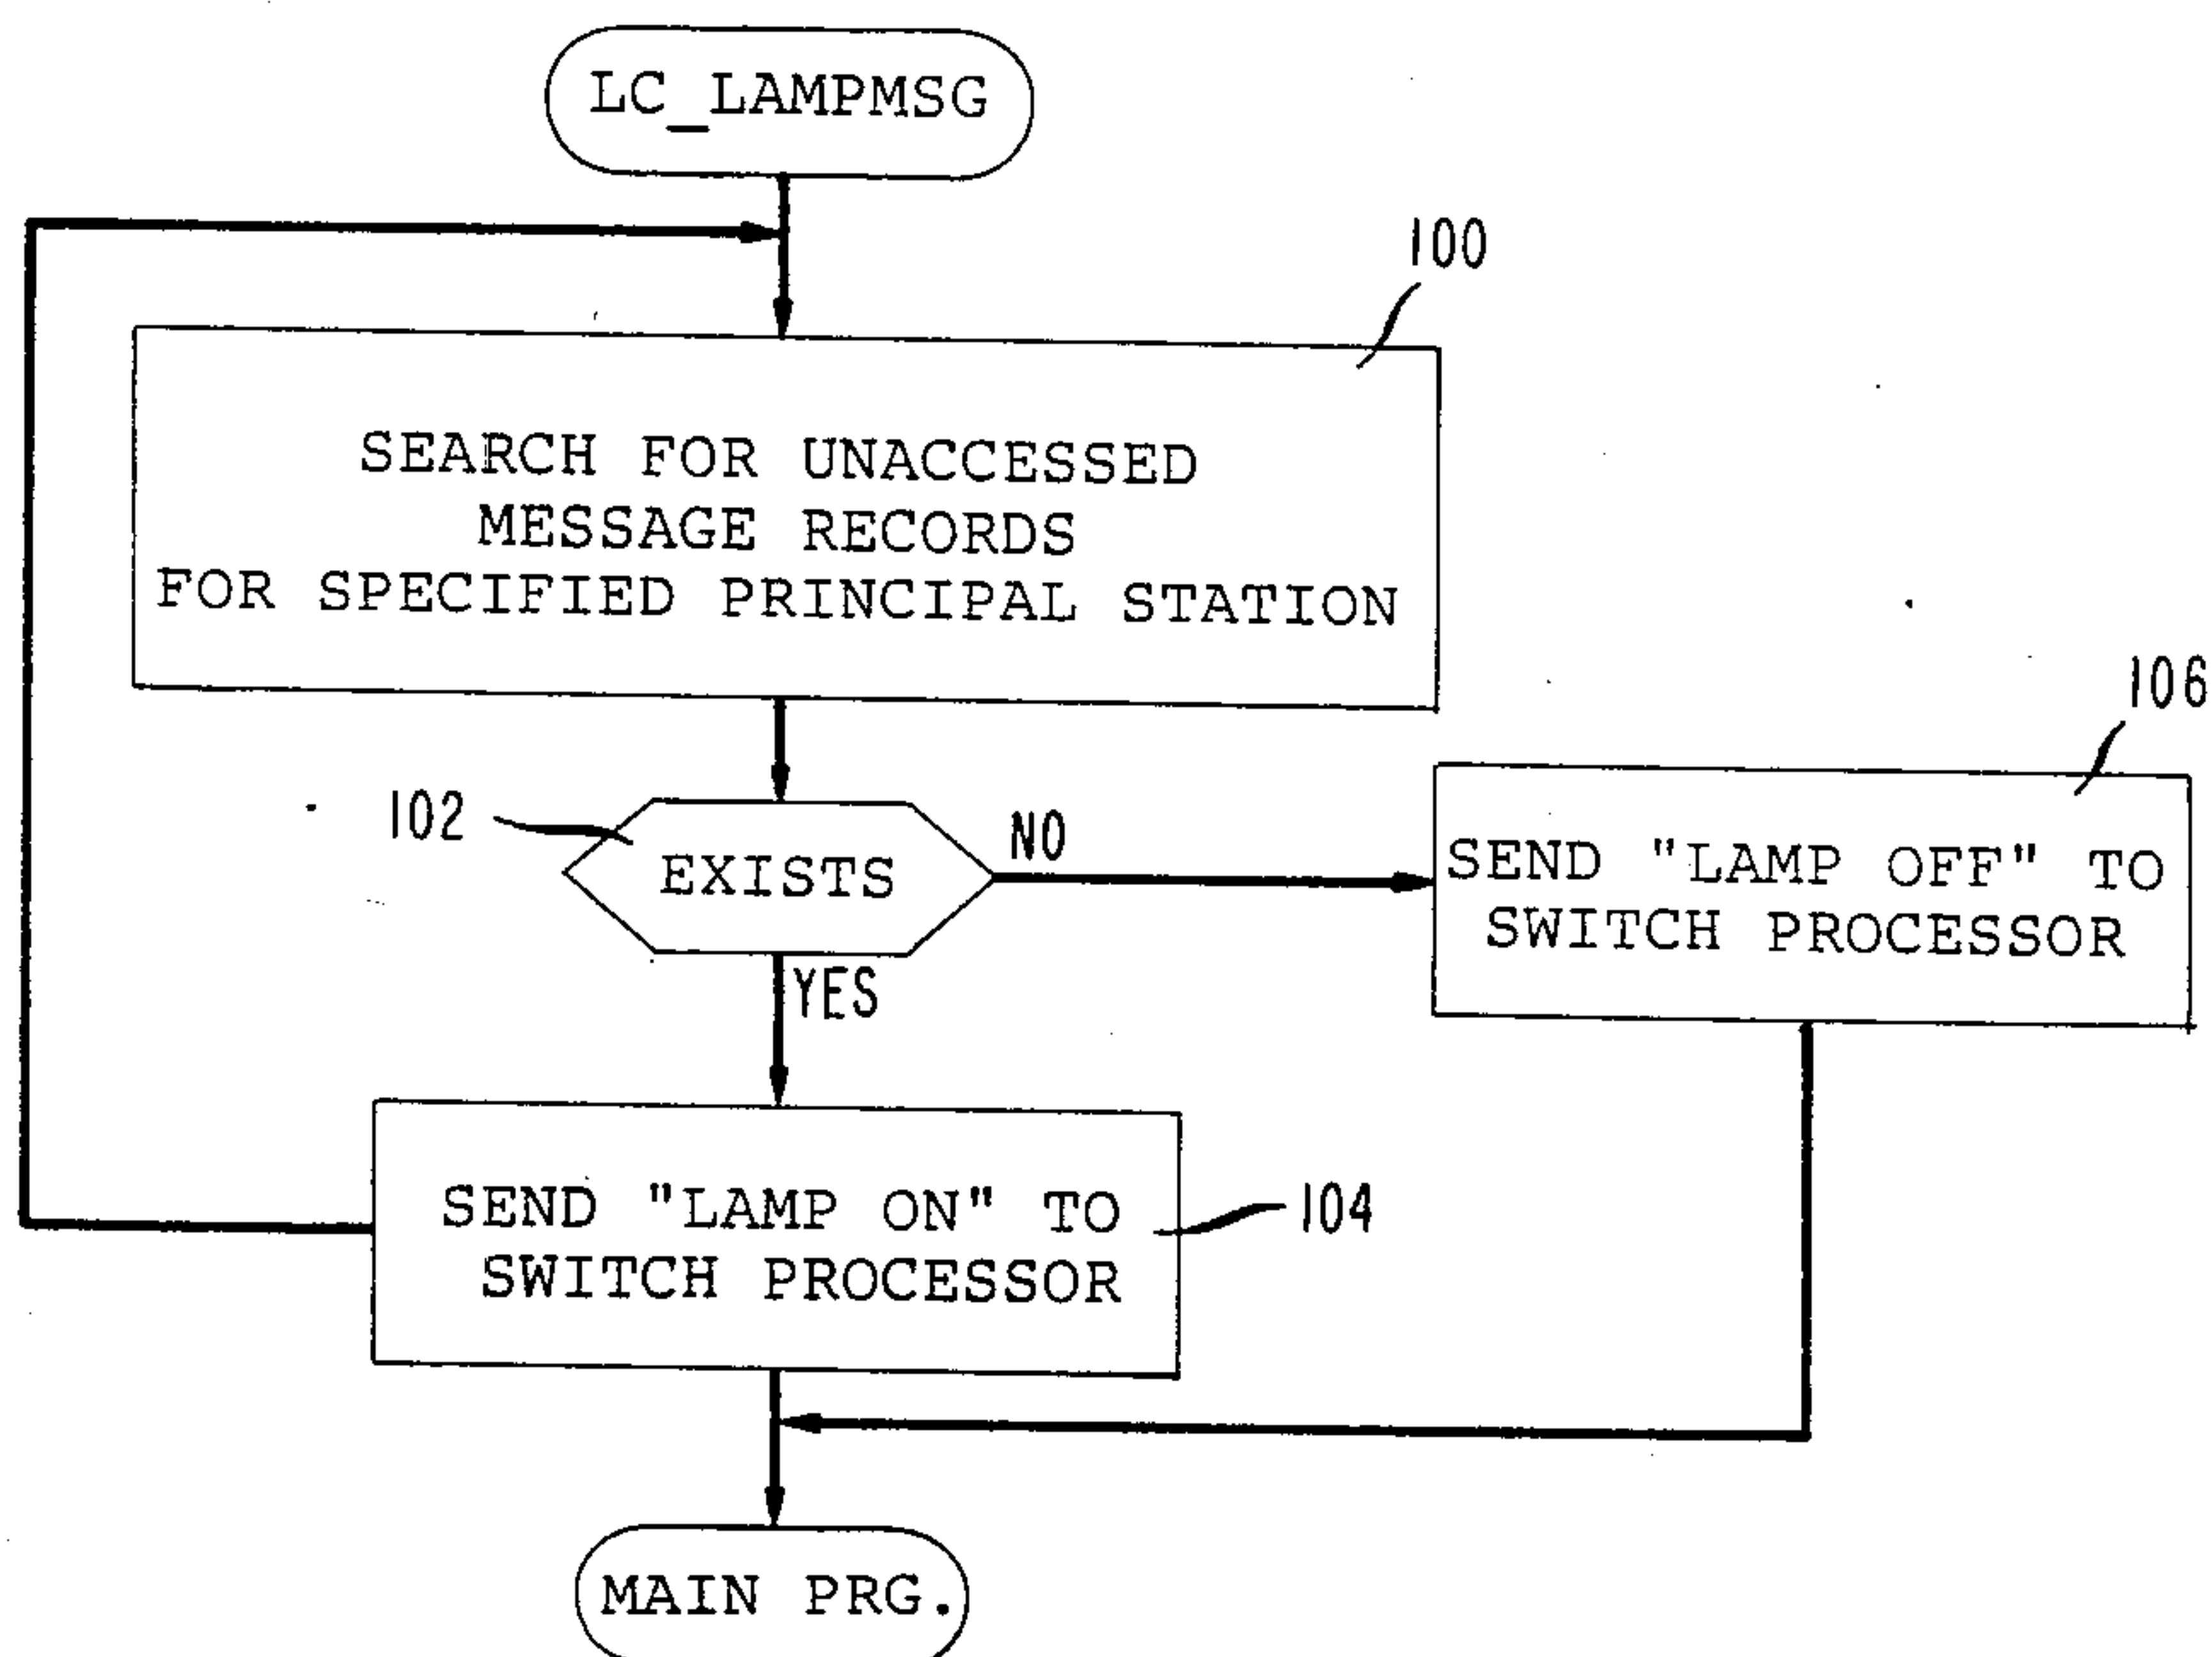 LC_LAMPMSG
100
SEARCH FOR UNACCESSED
MESSAGE RECORDS
FOR SPECIFIED PRINCIPAL STATION
106
102
EXISTS
NO
SEND "LAMP OFF" TO
SWITCH PROCESSOR
YES
SEND "LAMP ON" TO
SWITCH PROCESSOR
104
MAIN PRG.